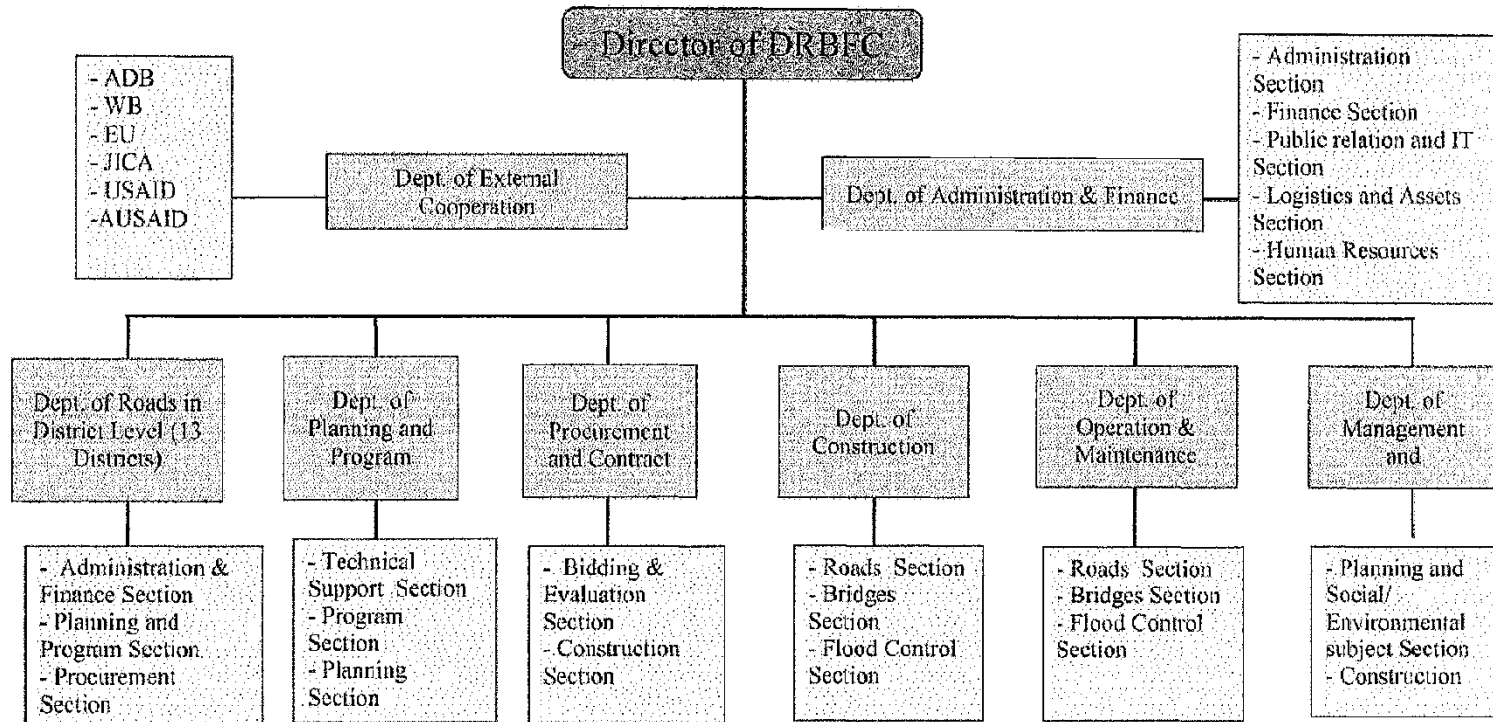 Director of DRBFC
- ADB
- WB
- EU
- JICA
- USAID
-AUSAID
Dept. of External
Cooperation
Dept. of Administration & Finance
- Administration
Section
- Finance Section
- Public relation and IT
Section
- Logistics and Assets
Section
- Human Resources
Section
Dept. of Roads in
District Level (13
Districts)
Dept. of
Planning and
Program
Dept. of
Procurement
and Contract
Dept. of
Construction
Dept. of
Operation &
Maintenance
Dept. of
Management
and
- Administration &
Finance Section
- Planning and
Program Section
- Procurement
Section
- Technical
Support Section
- Program
Section
- Planning
Section
- Bidding &
Evaluation
Section
- Construction
Section
- Roads Section
- Bridges
Section
- Flood Control
Section
- Roads Section
- Bridges Section
- Flood Control
Section
- Planning and
Social/
Environmental
subject Section
- Construction